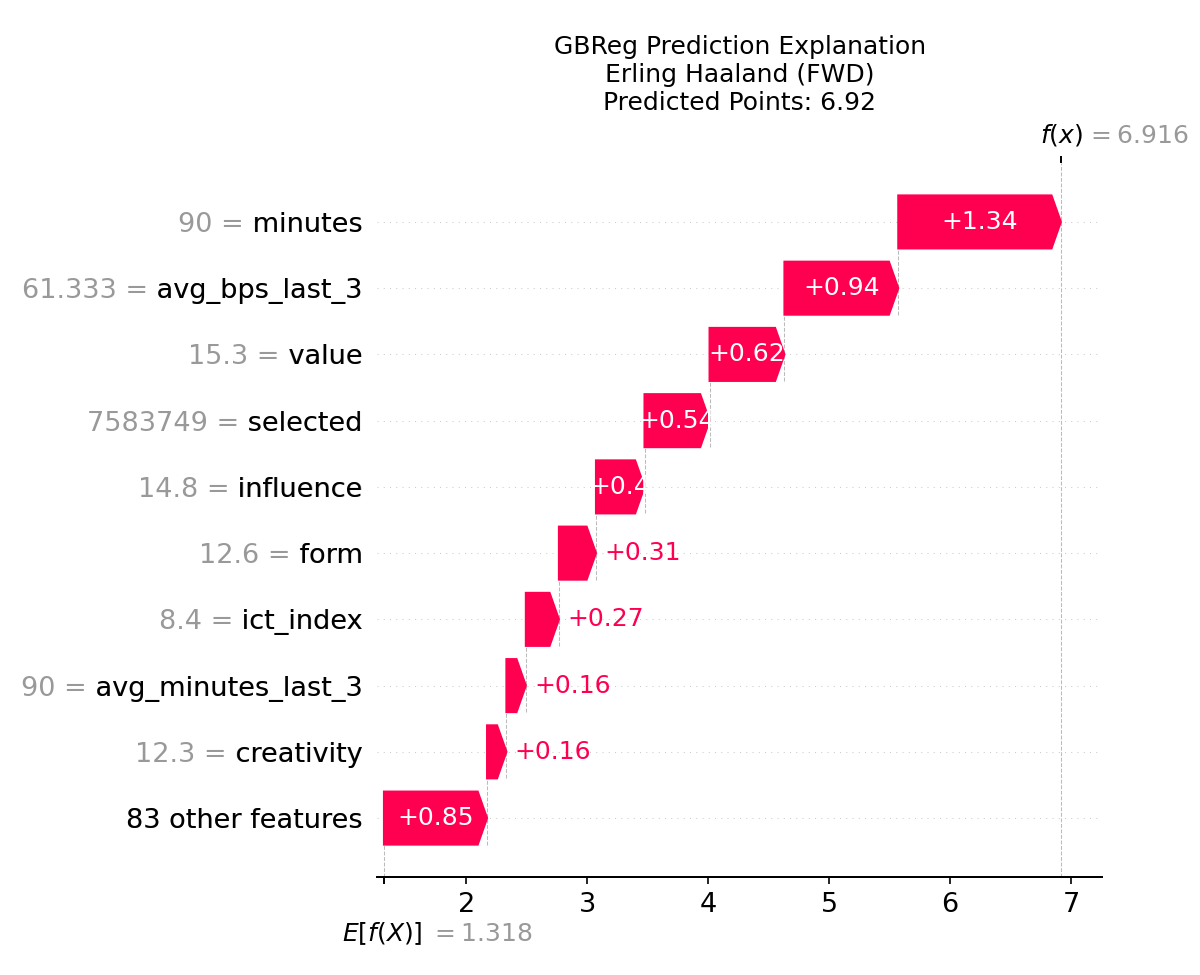 GBReg Prediction Explanation
Erling Haaland (FWD)
Predicted Points: 6.92
f(x) = 6.916
90 = minutes +1.34
61.333 = avg_bps_last_3 +0.94
15.3 = value +0.62
7583749 = selected +0.54
14.8 = influence +0.4
12.6 = form +0.31
8.4 = ict_index +0.27
90 = avg_minutes_last_3 +0.16
12.3 = creativity +0.16
83 other features +0.85
2 3 4 5 6 7
E[f(X)] = 1.318